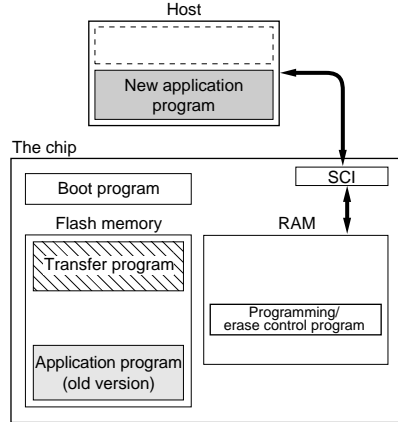 Host
New application
program
The chip
SCI
Boot program
Flash memory
RAM
Transfer program
Programming/
erase control program
Application program
(old version)